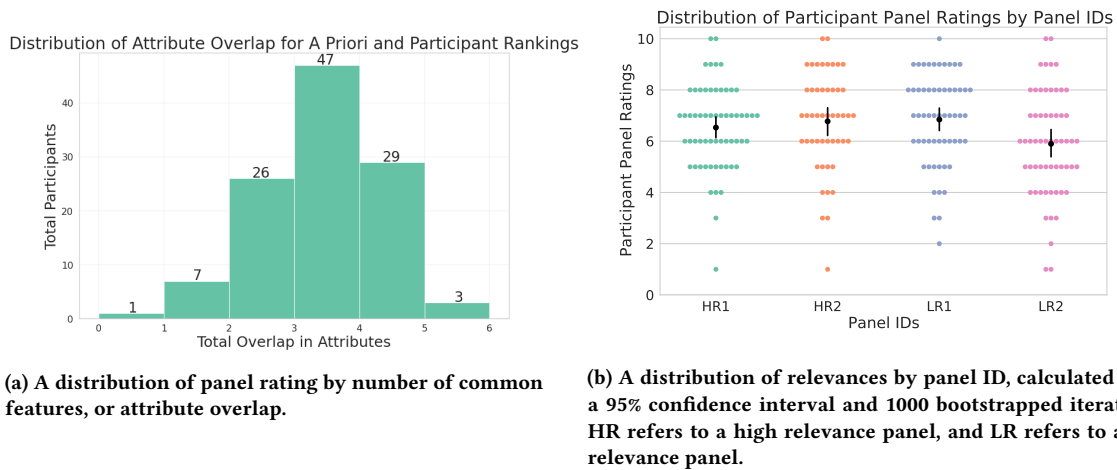 Distribution of Attribute Overlap for A Priori and Participant Rankings
Total Participants
40
30
20
10
0
1
7
26
47
29
3
0 1 2 3 4 5 6
Total Overlap in Attributes
(a) A distribution of panel rating by number of common
features, or attribute overlap.
Distribution of Participant Panel Ratings by Panel IDs
Participant Panel Ratings
10
8
6
4
2
0
HR1 HR2 LR1 LR2
Panel IDs
(b) A distribution of relevances by panel ID, calculated
a 95% confidence interval and 1000 bootstrapped
HR refers to a high relevance panel, and LR refers to
relevance panel.